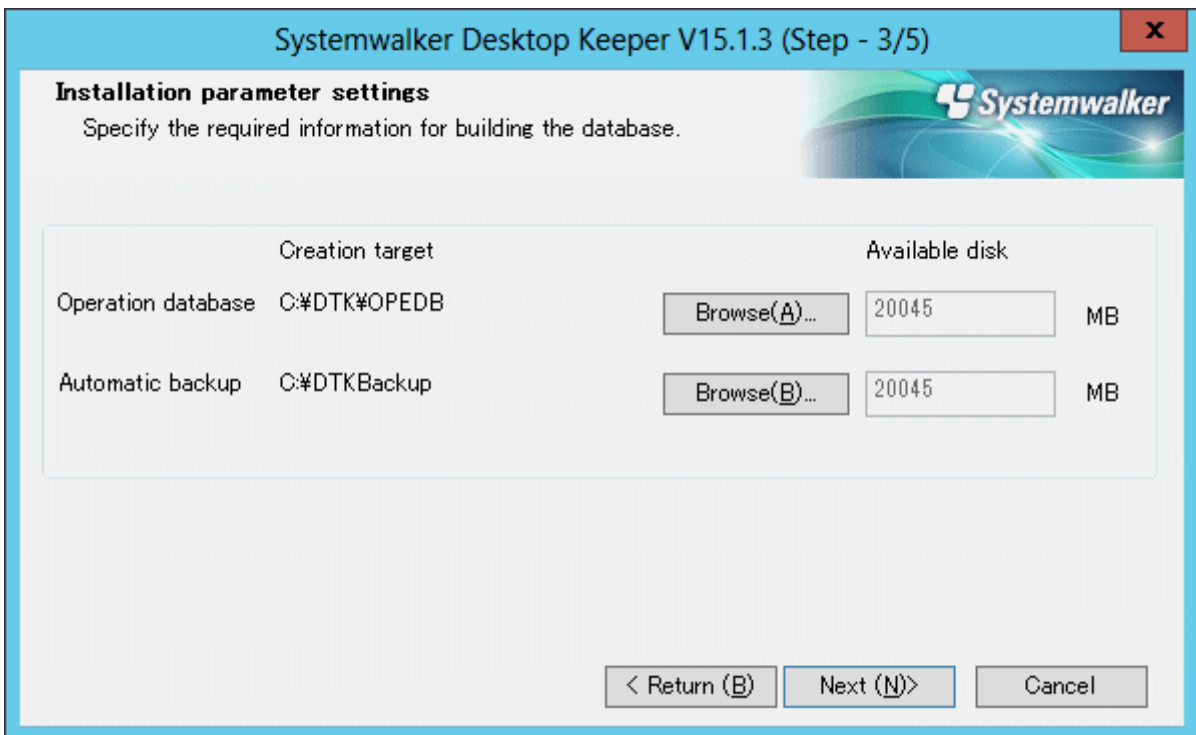 Systemwalker Desktop Keeper V15.1.3 (Step - 3/5)
x
Installation parameter settings
Specify the required information for building the database.
Systemwalker
Creation target
Available disk
Operation database C:¥DTK¥OPEDB Browse(A)... 20045 MB
Automatic backup C:¥DTKBackup Browse(B)... 20045 MB
< Return (B) Next (N)> Cancel